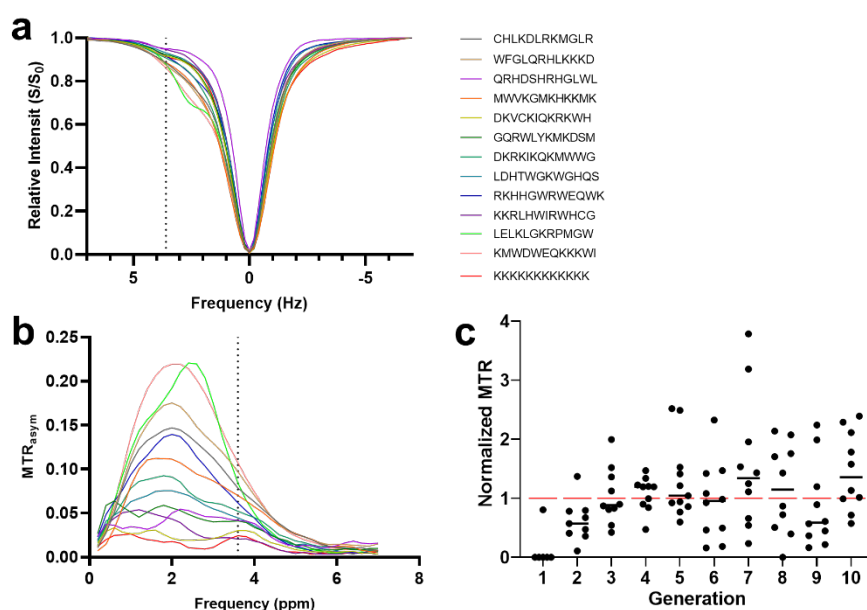 a
Relative Intensit (S/S0)
1.0
0.8
0.6
0.4
0.2
0.0
5
0
-5
Frequency (Hz)
CHLKDLRKMGLR
WFGLQRHLKKKD
QRHDSHRHGLWL
MWVKGMKHKKMK
DKVCKIQKRKWH
GQRWLYKMKDSM
DKRKIKQKMWWG
LDHTWGKWGHQS
RKHHGWRWEQWK
KKRLHWIRWHCG
LELKLGKRPMGW
KMWDWEQKKKWI
KKKKKKKKKKKK
b
MTRasym
0.25
0.20
0.15
0.10
0.05
0.00
0
2
4
6
8
Frequency (ppm)
c
Normalized MTR
4
3
2
1
0
1
2
3
4
5
6
7
8
9
10
Generation